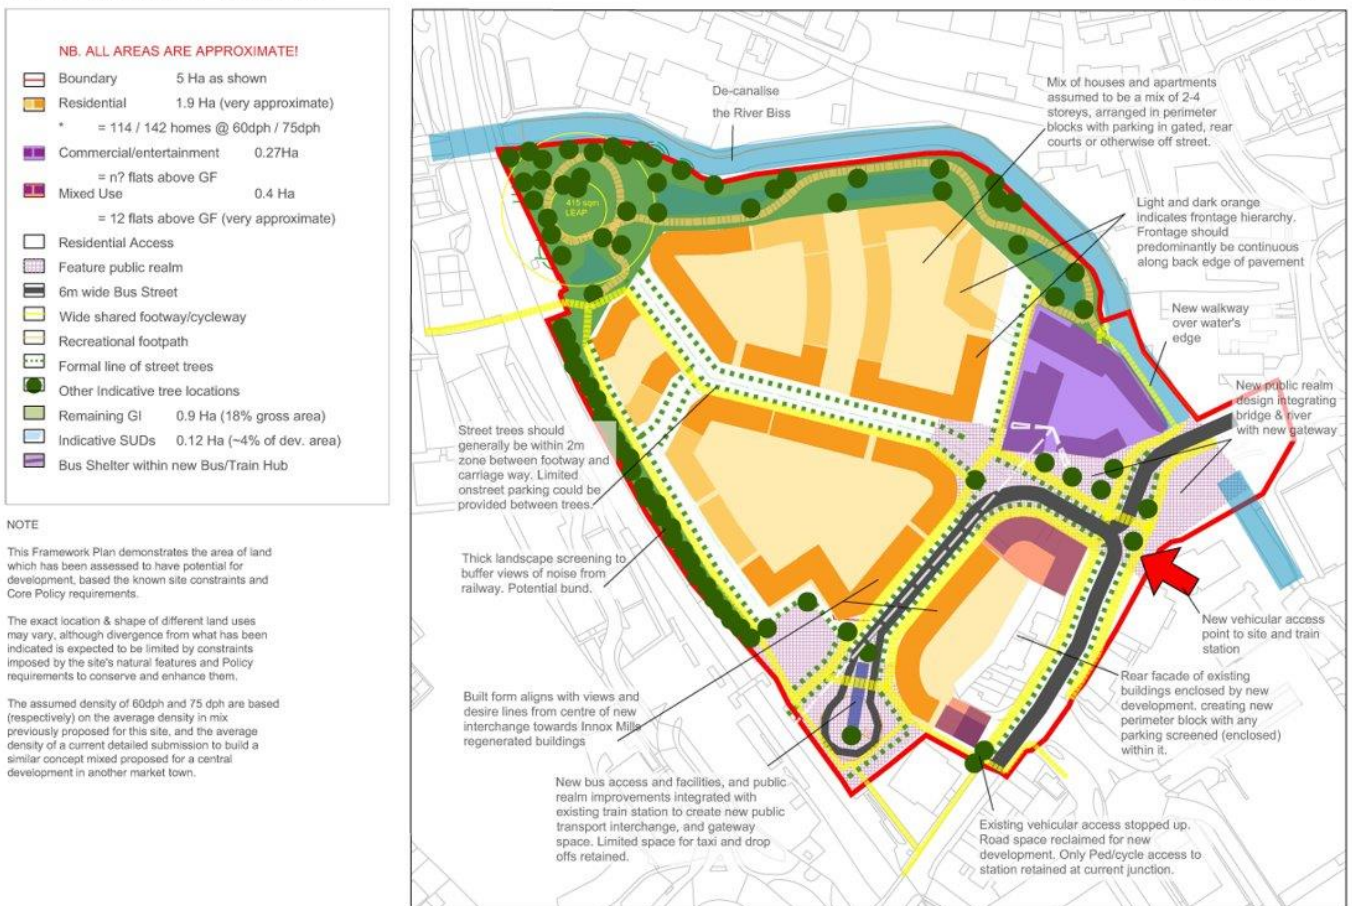 NB. ALL AREAS ARE APPROXIMATE!
Boundary 5 Ha as shown
Residential 1.9 Ha (very approximate)
* = 114 / 142 homes @ 60dph / 75dph
Commercial/entertainment 0.27Ha
= n? flats above GF
Mixed Use 0.4 Ha
= 12 flats above GF (very approximate)
Residential Access
Feature public realm
6m wide Bus Street
Wide shared footway/cycleway
Recreational footpath
Formal line of street trees
Other Indicative tree locations
Remaining GI 0.9 Ha (18% gross area)
Indicative SUDs 0.12 Ha (~4% of dev. area)
Bus Shelter within new Bus/Train Hub
NOTE
This Framework Plan demonstrates the area of land
which has been assessed to have potential for
development, based the known site constraints and
Core Policy requirements.
The exact location & shape of different land uses
may vary, although divergence from what has been
indicated is expected to be limited by constraints
imposed by the site's natural features and Policy
requirements to conserve and enhance them.
The assumed density of 60dph and 75 dph are based
(respectively) on the average density in mix
previously proposed for this site, and the average
density of a current detailed submission to build a
similar concept mixed proposed for a central
development in another market town.
De-canalise
the River Biss
Mix of houses and apartments
assumed to be a mix of 2-4
storeys, arranged in perimeter
blocks with parking in gated, rear
courts or otherwise off street.
415 sqm
LEAP
Light and dark orange
indicates frontage hierarchy.
Frontage should
predominantly be continuous
along back edge of pavement
New walkway
over water's
edge
New public realm
design integrating
bridge & river
with new gateway
Street trees should
generally be within 2m
zone between footway and
carriage way. Limited
onstreet parking could be
provided between trees.
Thick landscape screening to
buffer views of noise from
railway. Potential bund.
New vehicular access
point to site and train
station
Rear facade of existing
buildings enclosed by new
development, creating new
perimeter block with any
parking screened (enclosed)
within it.
Built form aligns with views and
desire lines from centre of new
interchange towards Innox Mills
regenerated buildings
New bus access and facilities, and public
realm improvements integrated with
existing train station to create new public
transport interchange, and gateway
space. Limited space for taxi and drop
offs retained.
Existing vehicular access stopped up.
Road space reclaimed for new
development. Only Ped/cycle access to
station retained at current junction.